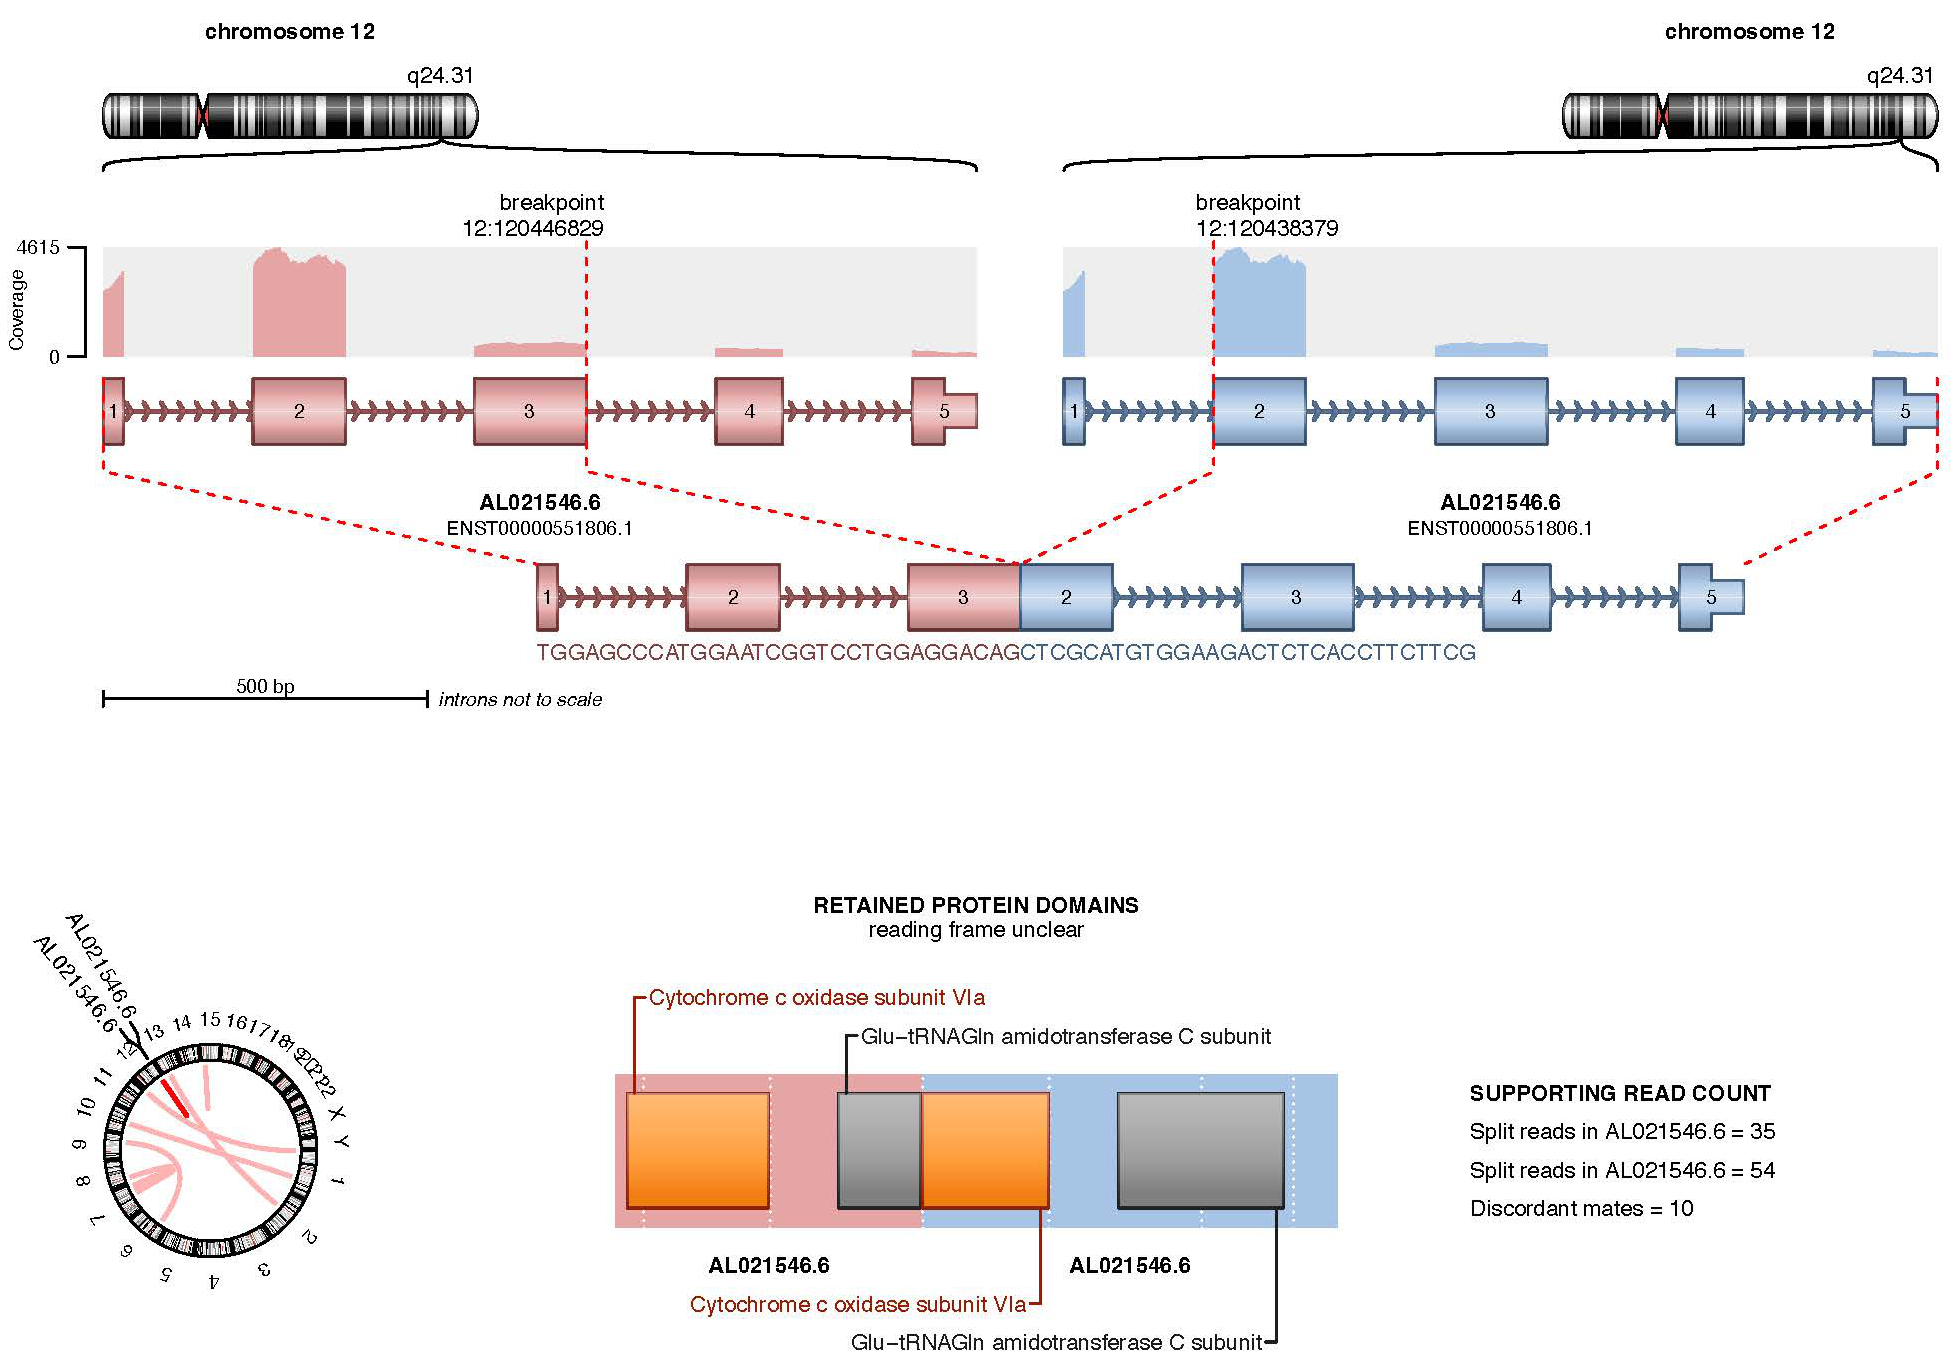 chromosome 12
chromosome 12
q24.31
q24.31
breakpoint
12:120446829
breakpoint
12:120438379
4615
Coverage
0
1 2 3 4 5
1 2 3 4 5
AL021546.6
ENST00000551806.1
AL021546.6
ENST00000551806.1
1 2 3 2 3 4 5
TGGAGCCCATGGAATCGGTCCTGGAGGACAGCTCGCATGTGGAAGACTCTCACCTTCTTCG
500 bp
introns not to scale
AL021546.6
AL021546.6
1
2
3
4
5
6
7
8
9
10
11
12
13
14
15
16
17
18
19
20
21
22
X
Y
RETAINED PROTEIN DOMAINS
reading frame unclear
Cytochrome c oxidase subunit VIa
Glu−tRNAGln amidotransferase C subunit
AL021546.6
AL021546.6
Cytochrome c oxidase subunit VIa
Glu−tRNAGln amidotransferase C subunit
SUPPORTING READ COUNT
Split reads in AL021546.6 = 35
Split reads in AL021546.6 = 54
Discordant mates = 10